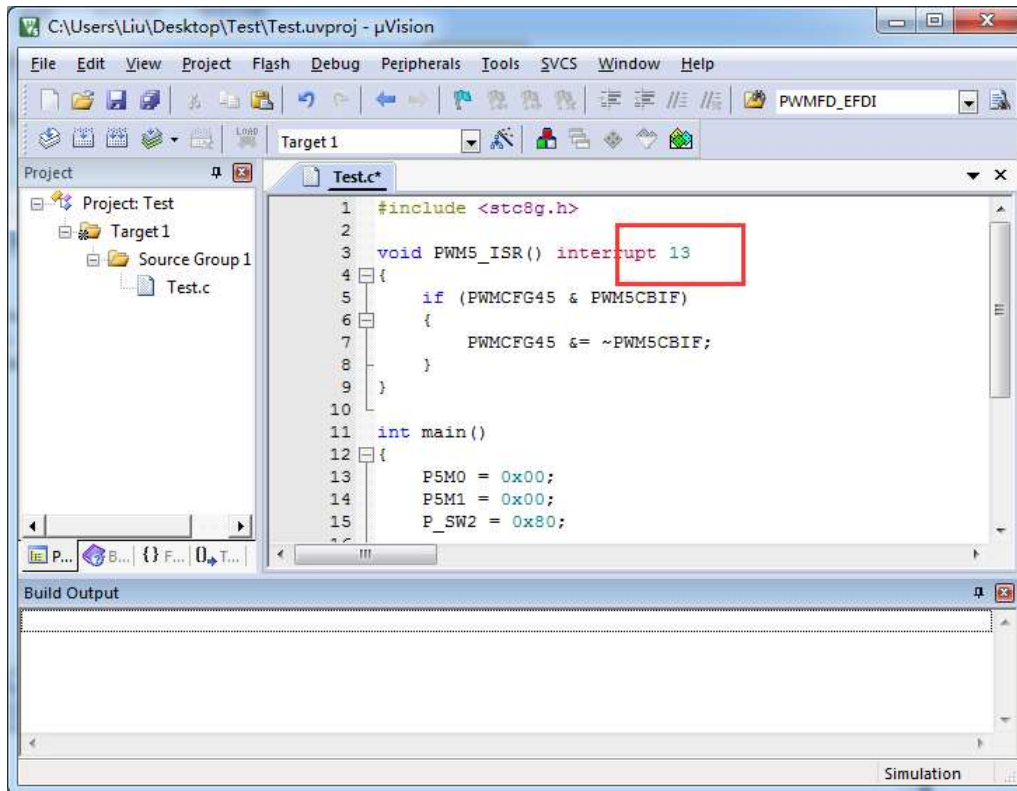 C:\Users\Liu\Desktop\Test\Test.uvproj - µVision
File Edit View Project Flash Debug Peripherals Tools SVCS Window Help
PWMFD_EFDI
LOAD Target 1
Project
Test.c*
Project: Test
Target 1
Source Group 1
Test.c
1 #include <stc8g.h>
2
3 void PWM5_ISR() interrupt 13
4 {
5 if (PWMCFG45 & PWM5CBIF)
6 {
7 PWMCFG45 &= ~PWM5CBIF;
8 }
9 }
10
11 int main()
12 {
13 P5M0 = 0x00;
14 P5M1 = 0x00;
15 P_SW2 = 0x80;
P... B... {} F... 0 T...
Build Output
Simulation